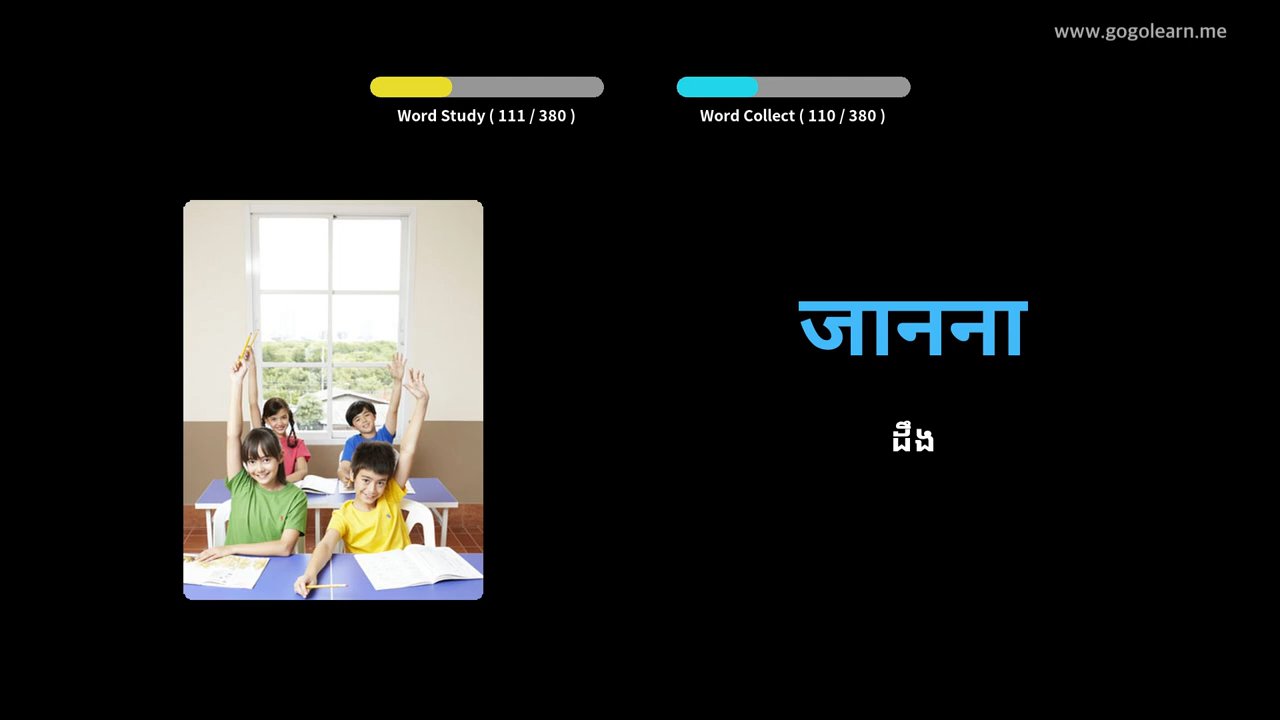 www.gogolearn.me
Word Study ( 111 / 380 )
Word Collect ( 110 / 380 )
जानना
ដឹង